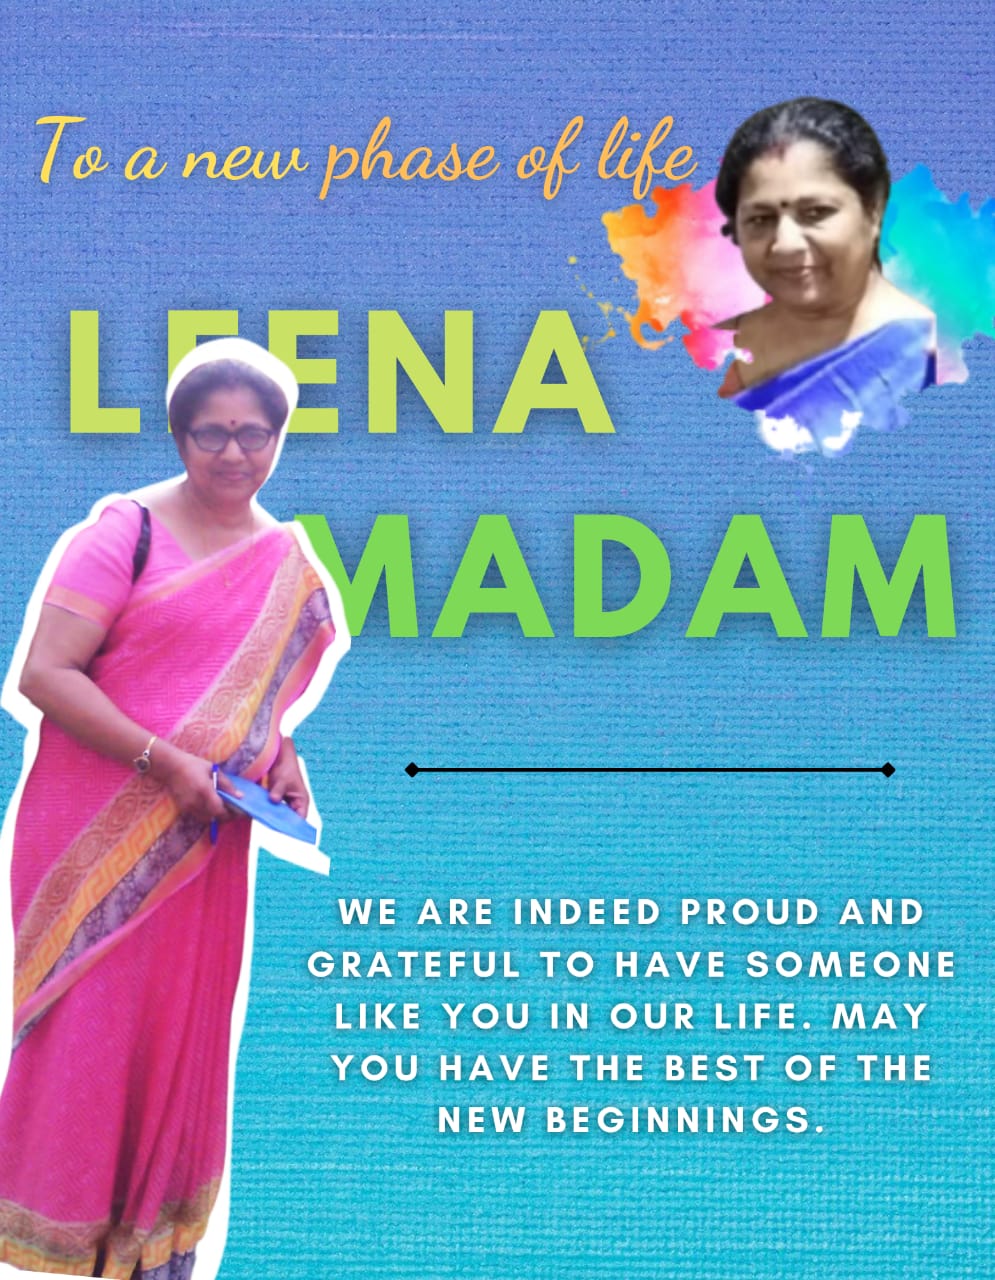 To a new phase of life
LEENA
MADAM
WE ARE INDEED PROUD AND
GRATEFUL TO HAVE SOMEONE
LIKE YOU IN OUR LIFE. MAY
YOU HAVE THE BEST OF THE
NEW BEGINNINGS.